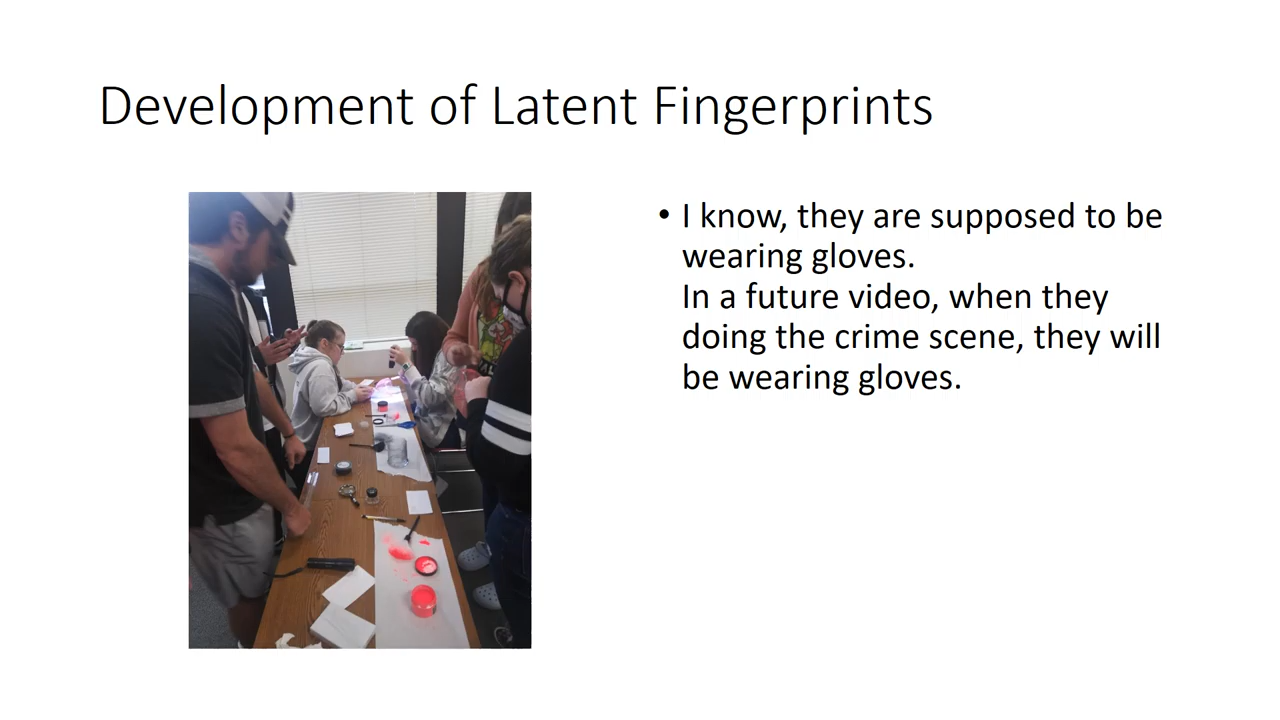 Development of Latent Fingerprints
• I know, they are supposed to be
wearing gloves.
In a future video, when they
doing the crime scene, they will
be wearing gloves.